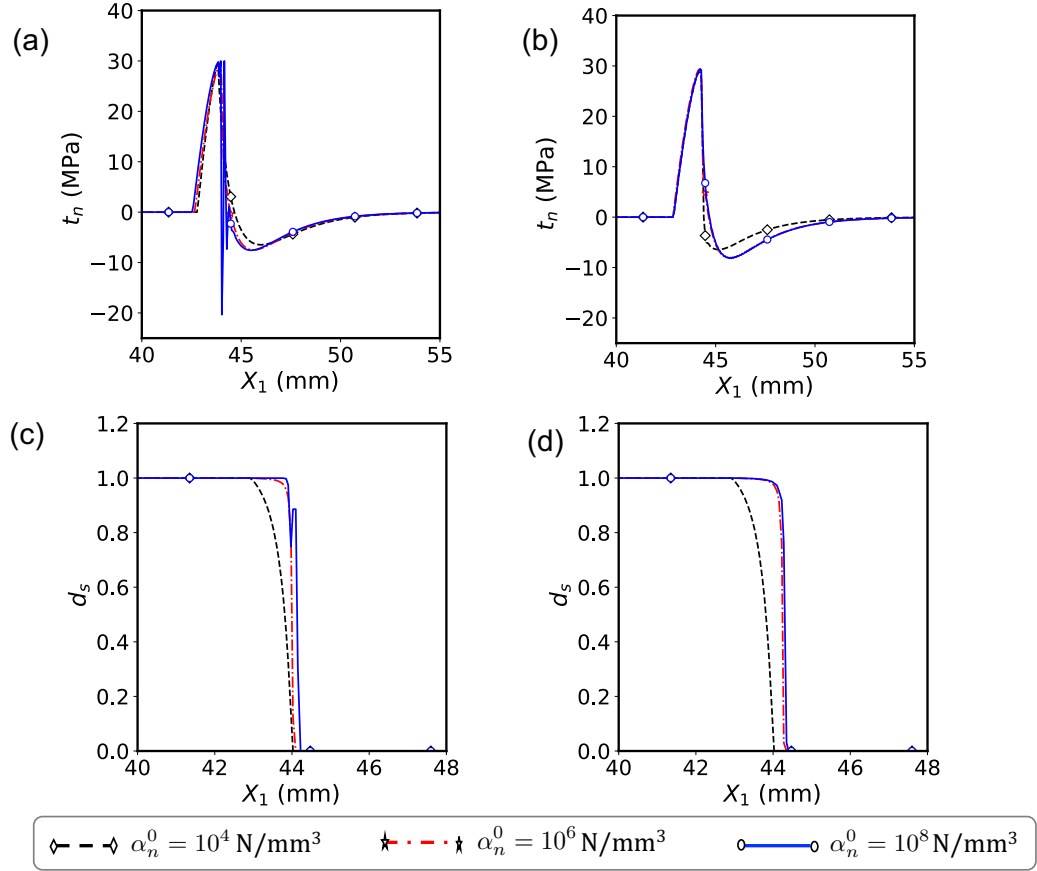 (a)
(b)
40
30
20
10
0
−10
−20
t_n (MPa)
40 45 50 55
X_1 (mm)
40
30
20
10
0
−10
−20
t_n (MPa)
40 45 50 55
X_1 (mm)
(c)
(d)
1.2
1.0
0.8
0.6
0.4
0.2
0.0
d_s
40 42 44 46 48
X_1 (mm)
1.2
1.0
0.8
0.6
0.4
0.2
0.0
d_s
40 42 44 46 48
X_1 (mm)
α_n^0 = 10^4 N/mm^3 α_n^0 = 10^6 N/mm^3 α_n^0 = 10^8 N/mm^3